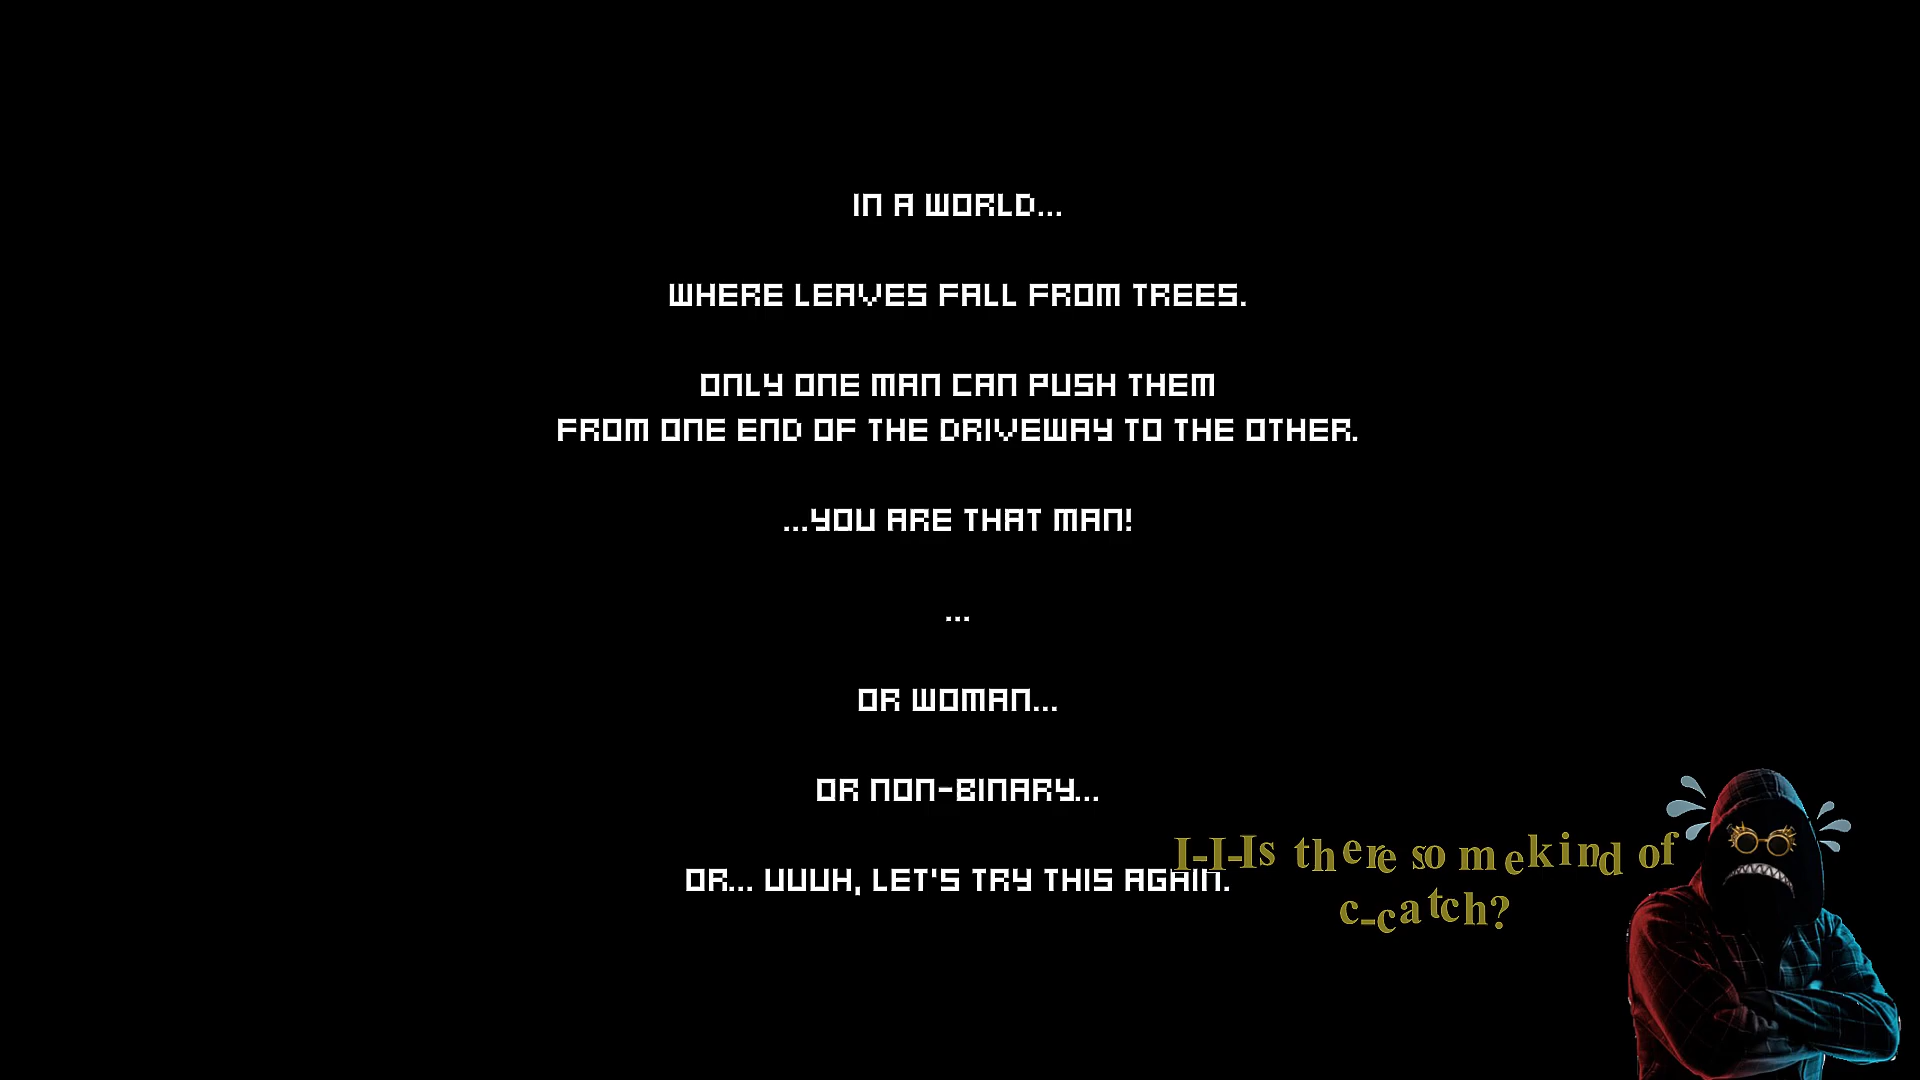 IN A WORLD...
WHERE LEAVES FALL FROM TREES.
ONLY ONE MAN CAN PUSH THEM
FROM ONE END OF THE DRIVEWAY TO THE OTHER.
...YOU ARE THAT MAN!
...
OR WOMAN...
OR NON-BINARY...
OR... UUUH, LET'S TRY THIS AGAIN.
I-I-Is there some kind of
c-catch?